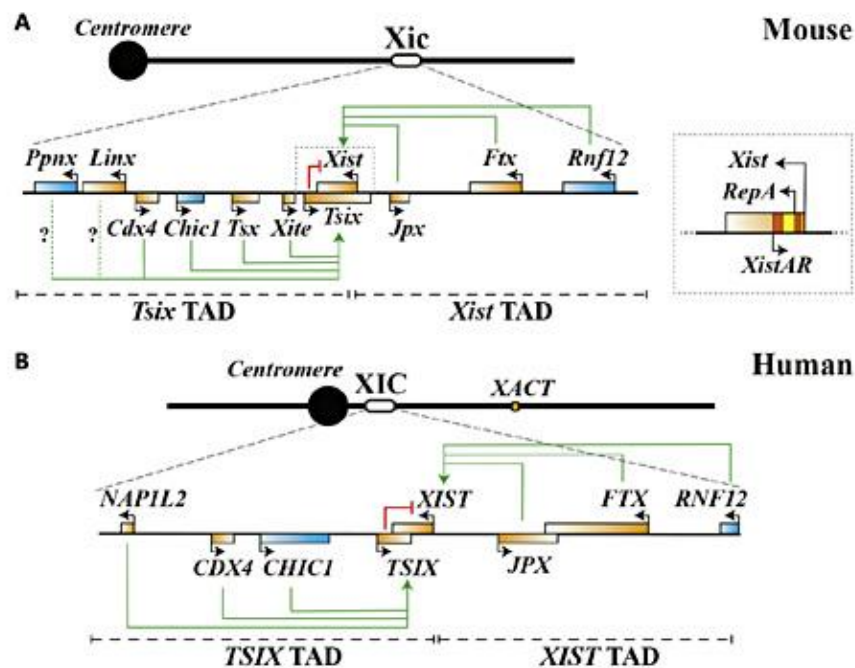 A
Centromere
Xic
Mouse
Ppnx Linx Xist Ftx Rnf12
Cdx4 Chic1 Tsx Xite Tsix Jpx
? ?
Tsix TAD Xist TAD
Xist
RepA
XistAR
B
Centromere
XIC
XACT
Human
NAP1L2 XIST FTX RNF12
CDX4 CHIC1 TSIX JPX
TSIX TAD XIST TAD